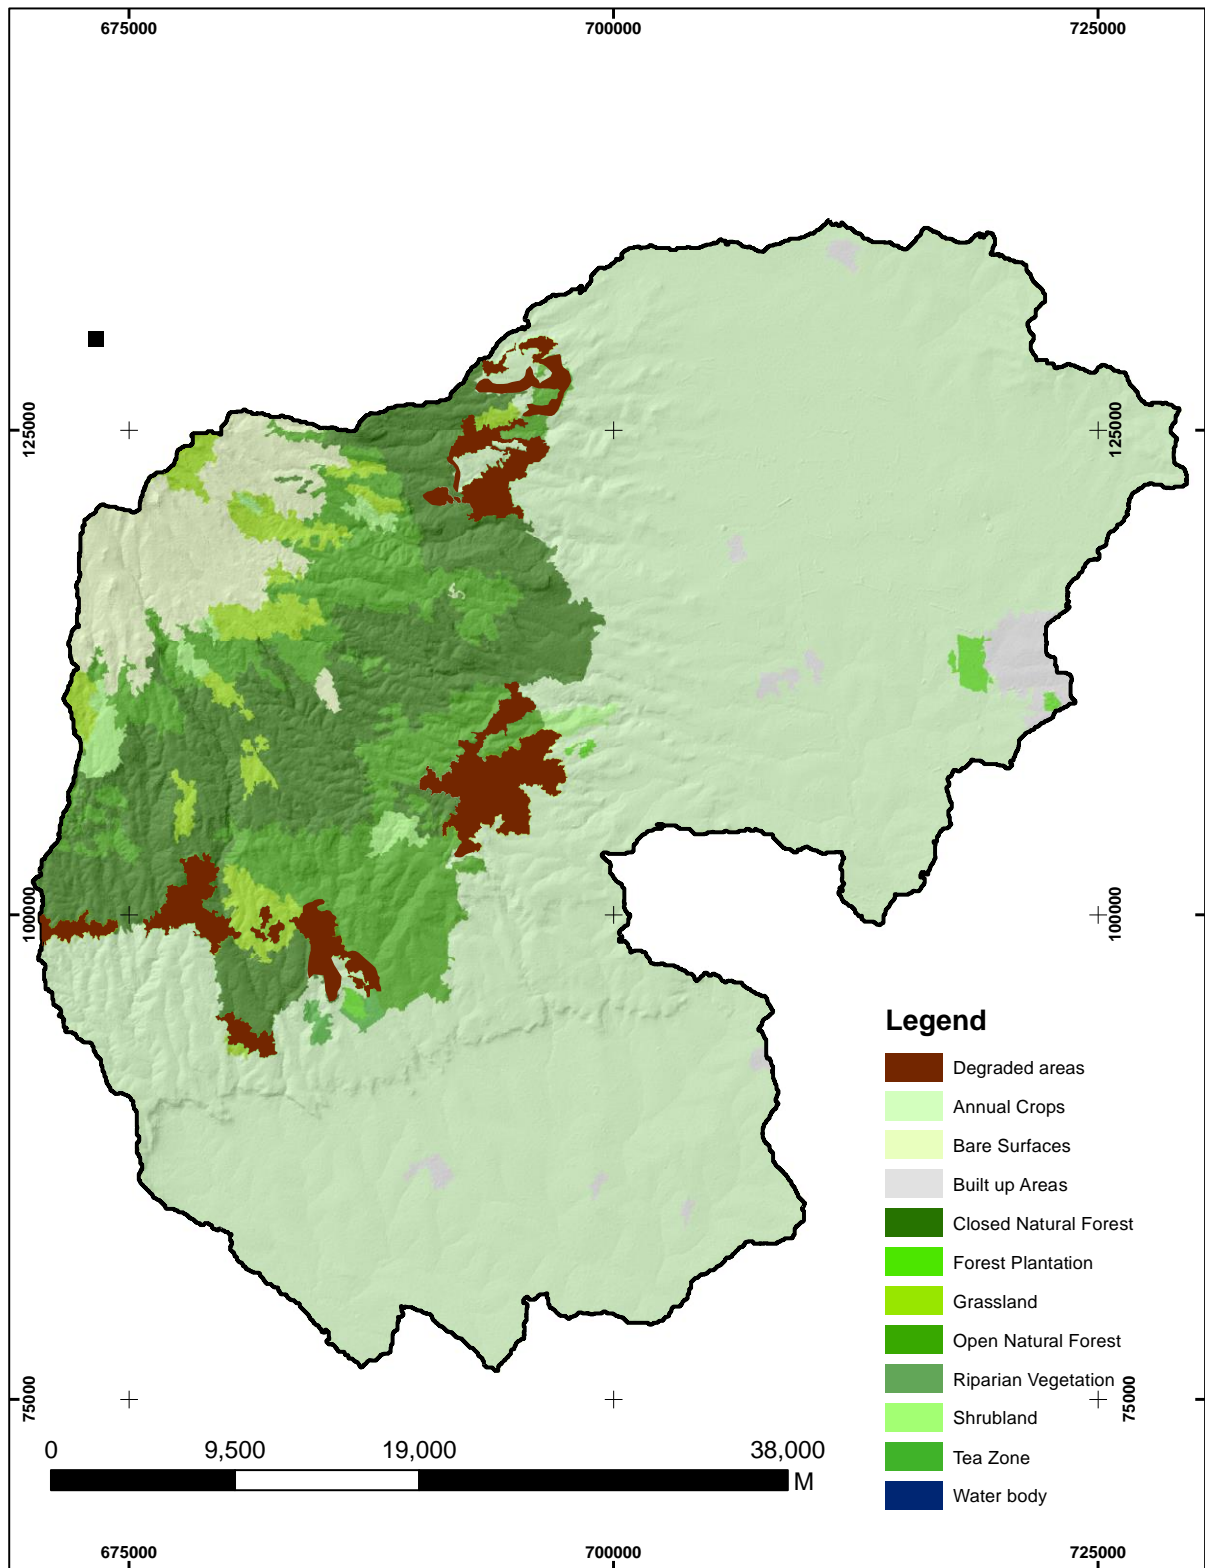 675000 700000 725000
125000 125000
100000 100000
Legend
Degraded areas
Annual Crops
Bare Surfaces
Built up Areas
Closed Natural Forest
Forest Plantation
Grassland
Open Natural Forest
Riparian Vegetation
Shrubland
Tea Zone
Water body
75000 75000
0 9,500 19,000 38,000
M
675000 700000 725000